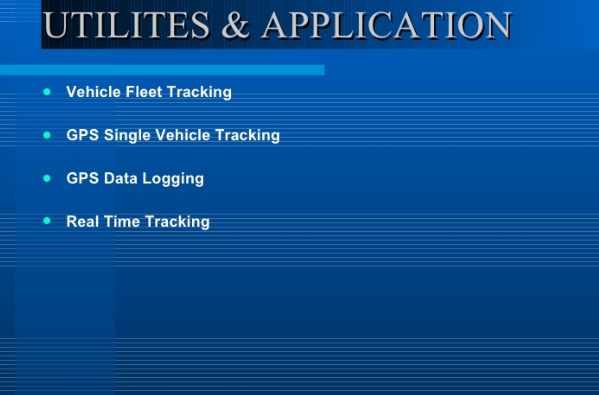 UTILITES & APPLICATION
Vehicle Fleet Tracking
GPS Single Vehicle Tracking
GPS Data Logging
Real Time Tracking